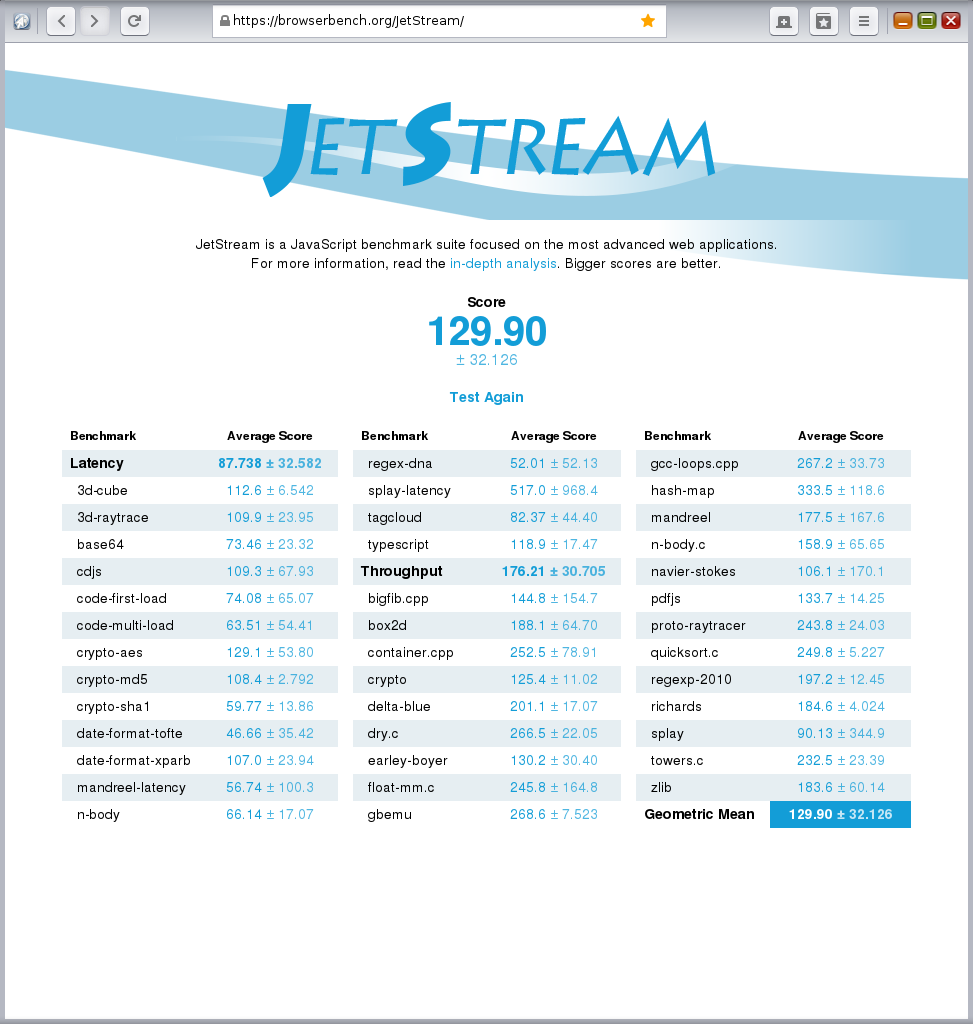 https://browserbench.org/JetStream/
JETSTREAM
JetStream is a JavaScript benchmark suite focused on the most advanced web applications.
For more information, read the in-depth analysis. Bigger scores are better.
Score
129.90
± 32.126
Test Again
Benchmark Average Score
Latency 87.738 ± 32.582
3d-cube 112.6 ± 6.542
3d-raytrace 109.9 ± 23.95
base64 73.46 ± 23.32
cdjs 109.3 ± 67.93
code-first-load 74.08 ± 65.07
code-multi-load 63.51 ± 54.41
crypto-aes 129.1 ± 53.80
crypto-md5 108.4 ± 2.792
crypto-sha1 59.77 ± 13.86
date-format-tofte 46.66 ± 35.42
date-format-xparb 107.0 ± 23.94
mandreel-latency 56.74 ± 100.3
n-body 66.14 ± 17.07
Benchmark Average Score
regex-dna 52.01 ± 52.13
splay-latency 517.0 ± 968.4
tagcloud 82.37 ± 44.40
typescript 118.9 ± 17.47
Throughput 176.21 ± 30.705
bigfib.cpp 144.8 ± 154.7
box2d 188.1 ± 64.70
container.cpp 252.5 ± 78.91
crypto 125.4 ± 11.02
delta-blue 201.1 ± 17.07
dry.c 266.5 ± 22.05
earley-boyer 130.2 ± 30.40
float-mm.c 245.8 ± 164.8
gbemu 268.6 ± 7.523
Benchmark Average Score
gcc-loops.cpp 267.2 ± 33.73
hash-map 333.5 ± 118.6
mandreel 177.5 ± 167.6
n-body.c 158.9 ± 65.65
navier-stokes 106.1 ± 170.1
pdfjs 133.7 ± 14.25
proto-raytracer 243.8 ± 24.03
quicksort.c 249.8 ± 5.227
regexp-2010 197.2 ± 12.45
richards 184.6 ± 4.024
splay 90.13 ± 344.9
towers.c 232.5 ± 23.39
zlib 183.6 ± 60.14
Geometric Mean 129.90 ± 32.126